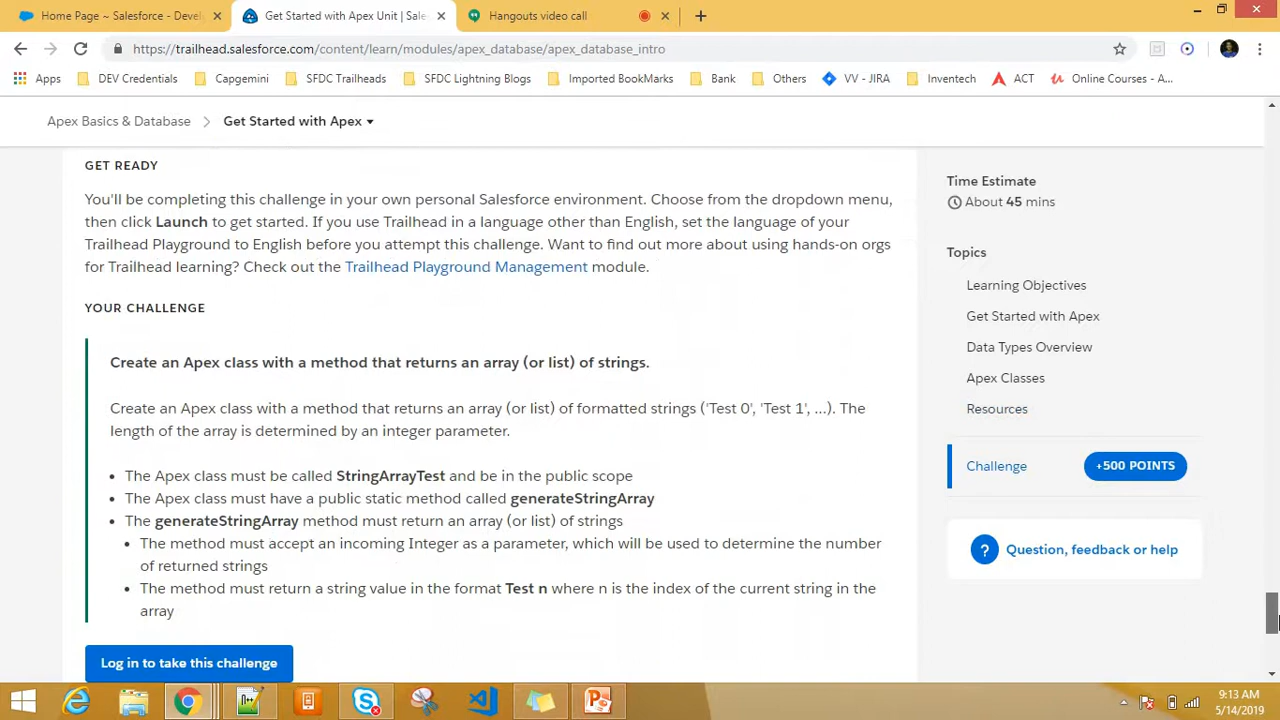 Home Page ~ Salesforce - Devel
Get Started with Apex Unit | Sale
Hangouts video call
https://trailhead.salesforce.com/content/learn/modules/apex_database/apex_database_intro
Apps
DEV Credentials
Capgemini
SFDC Trailheads
SFDC Lightning Blogs
Imported BookMarks
Bank
Others
VV - JIRA
Inventech
ACT
Online Courses - A...
Apex Basics & Database
Get Started with Apex
GET READY
You'll be completing this challenge in your own personal Salesforce environment. Choose from the dropdown menu,
then click Launch to get started. If you use Trailhead in a language other than English, set the language of your
Trailhead Playground to English before you attempt this challenge. Want to find out more about using hands-on orgs
for Trailhead learning? Check out the Trailhead Playground Management module.
YOUR CHALLENGE
Create an Apex class with a method that returns an array (or list) of strings.
Create an Apex class with a method that returns an array (or list) of formatted strings ('Test 0', 'Test 1', ...). The
length of the array is determined by an integer parameter.
• The Apex class must be called StringArrayTest and be in the public scope
• The Apex class must have a public static method called generateStringArray
• The generateStringArray method must return an array (or list) of strings
• The method must accept an incoming Integer as a parameter, which will be used to determine the number
of returned strings
• The method must return a string value in the format Test n where n is the index of the current string in the
array
Log in to take this challenge
Time Estimate
About 45 mins
Topics
Learning Objectives
Get Started with Apex
Data Types Overview
Apex Classes
Resources
Challenge
+500 POINTS
? Question, feedback or help
9:13 AM
5/14/2019